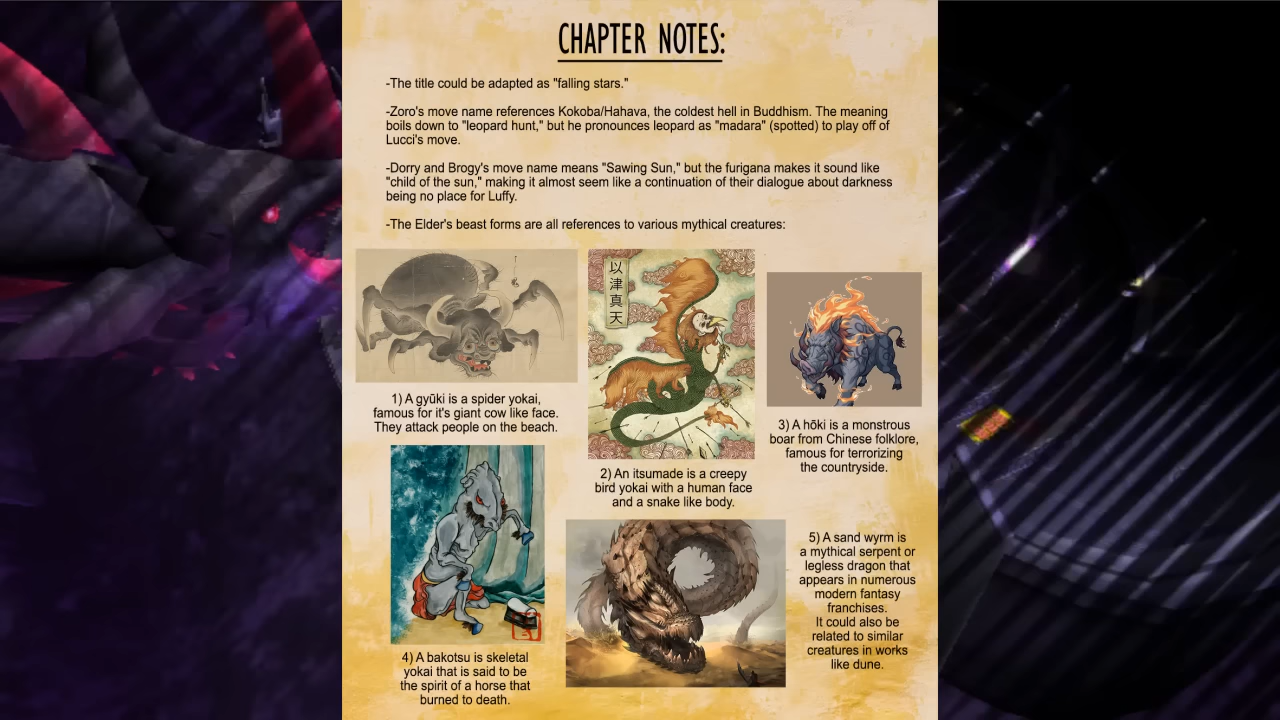 CHAPTER NOTES:
-The title could be adapted as "falling stars."
-Zoro's move name references Kokoba/Hahava, the coldest hell in Buddhism. The meaning
boils down to "leopard hunt," but he pronounces leopard as "madara" (spotted) to play off of
Lucci's move.
-Dorry and Brogy's move name means "Sawing Sun," but the furigana makes it sound like
"child of the sun," making it almost seem like a continuation of their dialogue about darkness
being no place for Luffy.
-The Elder's beast forms are all references to various mythical creatures:
以
津
真
天
1) A gyūki is a spider yokai,
famous for it's giant cow like face.
They attack people on the beach.
2) An itsumade is a creepy
bird yokai with a human face
and a snake like body.
3) A hōki is a monstrous
boar from Chinese folklore,
famous for terrorizing
the countryside.
4) A bakotsu is skeletal
yokai that is said to be
the spirit of a horse that
burned to death.
5) A sand wyrm is
a mythical serpent or
legless dragon that
appears in numerous
modern fantasy
franchises.
It could also be
related to similar
creatures in works
like dune.